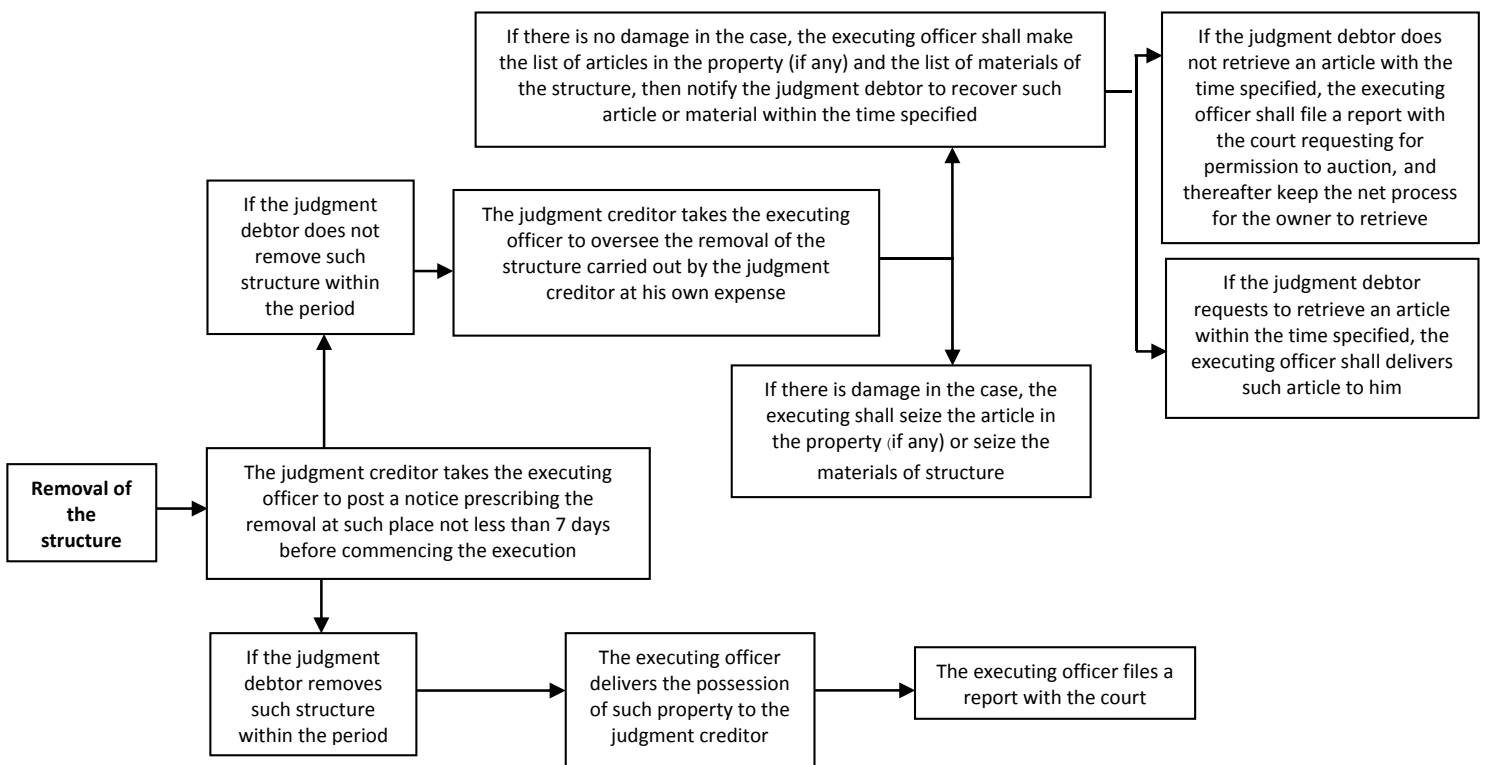 Removal of
the
structure
The judgment creditor takes the executing
officer to post a notice prescribing the
removal at such place not less than 7 days
before commencing the execution
If the judgment
debtor does not
remove such
structure within
the period
The judgment creditor takes the executing
officer to oversee the removal of the
structure carried out by the judgment
creditor at his own expense
If there is no damage in the case, the executing officer shall make
the list of articles in the property (if any) and the list of materials of
the structure, then notify the judgment debtor to recover such
article or material within the time specified
If the judgment debtor does
not retrieve an article with the
time specified, the executing
officer shall file a report with
the court requesting for
permission to auction, and
thereafter keep the net process
for the owner to retrieve
If the judgment debtor
requests to retrieve an article
within the time specified, the
executing officer shall delivers
such article to him
If there is damage in the case, the
executing shall seize the article in
the property (if any) or seize the
materials of structure
If the judgment
debtor removes
such structure
within the period
The executing officer
delivers the possession
of such property to the
judgment creditor
The executing officer files a
report with the court